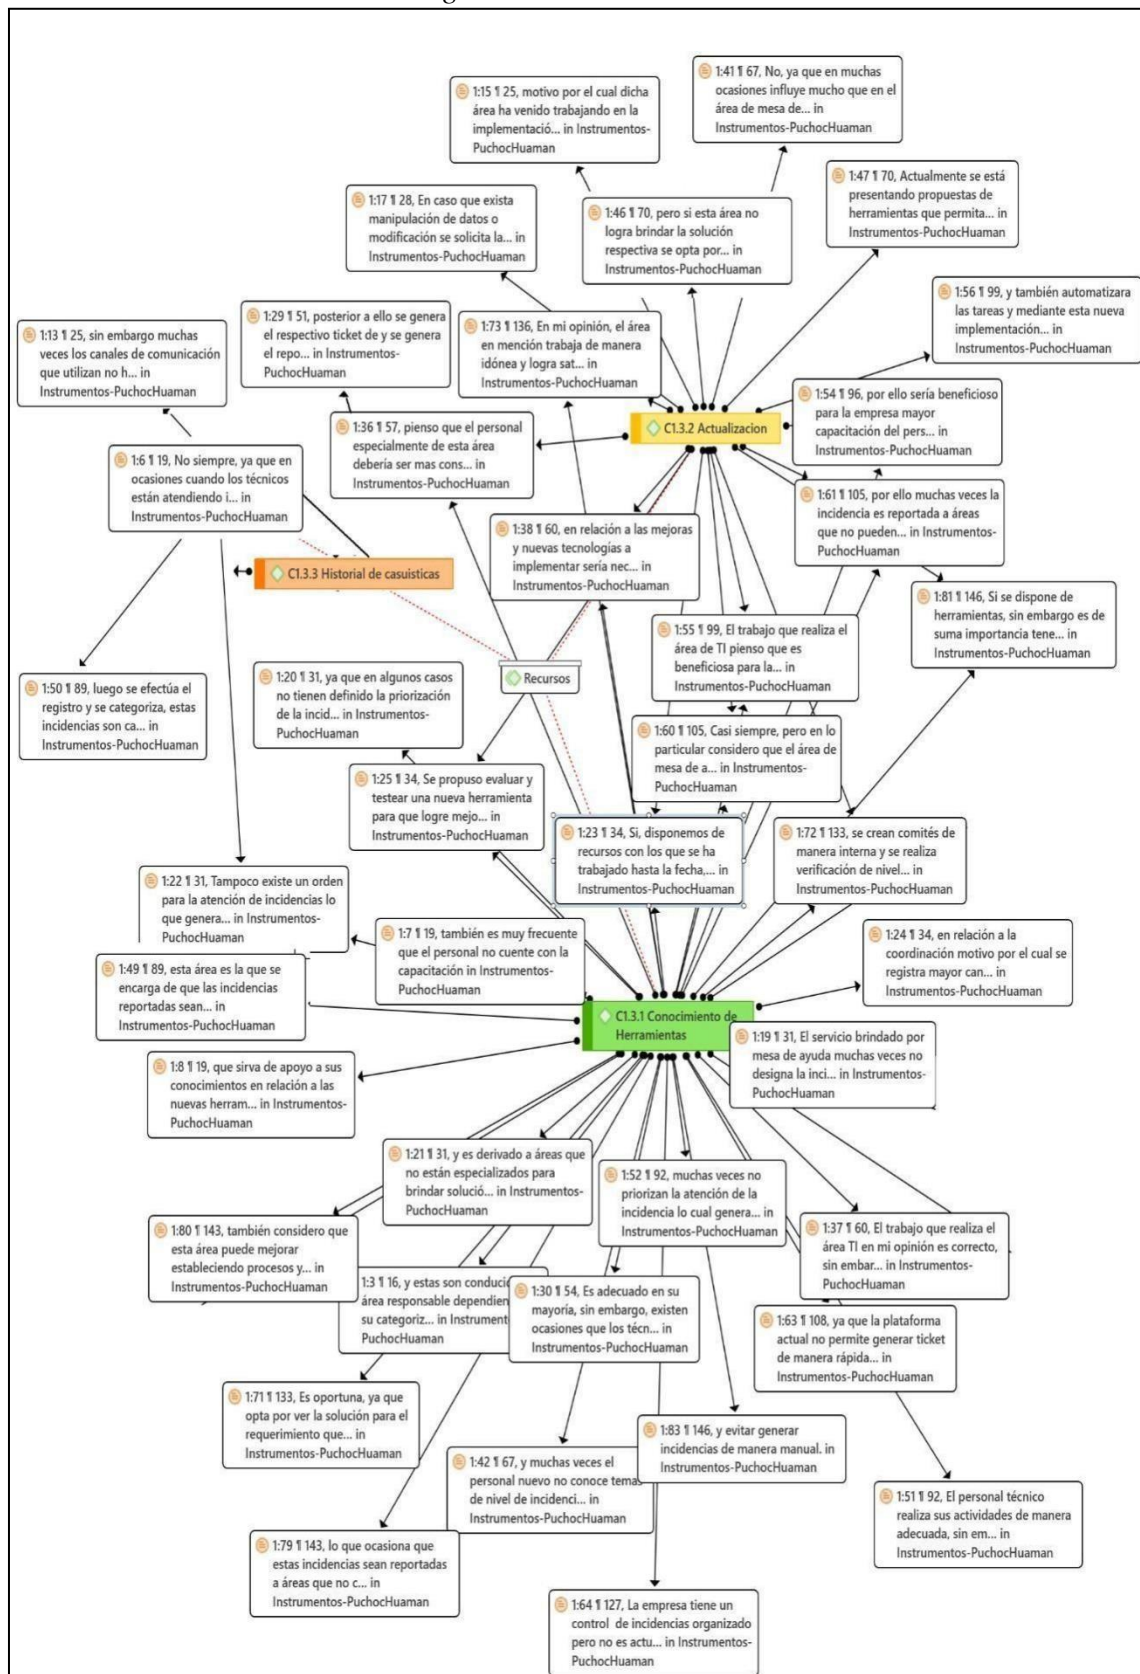 1:41 ¶ 67, No, ya que en muchas
ocasiones influye mucho que en el
área de mesa de... in
Instrumentos-PuchocHuaman
1:15 ¶ 25, motivo por el cual dicha
área ha venido trabajando en la
implementació... in Instrumentos-
PuchocHuaman
1:47 ¶ 70, Actualmente se está
presentando propuestas de
herramientas que permita... in
Instrumentos-PuchocHuaman
1:17 ¶ 28, En caso que exista
manipulación de datos o
modificación se solicita la... in
Instrumentos-PuchocHuaman
1:46 ¶ 70, pero si esta área no
logra brindar la solución
respectiva se opta por... in
Instrumentos-PuchocHuaman
1:56 ¶ 99, y también automatizara
las tareas y mediante esta nueva
implementación... in
Instrumentos-PuchocHuaman
1:29 ¶ 51, posterior a ello se genera
el respectivo ticket de y se genera
el repo... in Instrumentos-
PuchocHuaman
1:73 ¶ 136, En mi opinión, el área
en mención trabaja de manera
idónea y logra sat... in
Instrumentos-PuchocHuaman
1:13 ¶ 25, sin embargo muchas
veces los canales de comunicación
que utilizan no h... in
Instrumentos-PuchocHuaman
1:54 ¶ 96, por ello sería beneficioso
para la empresa mayor
capacitación del pers... in
Instrumentos-PuchocHuaman
C1.3.2 Actualizacion
1:36 ¶ 57, pienso que el personal
especialmente de esta área
debería ser mas cons... in
Instrumentos-PuchocHuaman
1:6 ¶ 19, No siempre, ya que en
ocasiones cuando los técnicos
están atendiendo i... in
Instrumentos-PuchocHuaman
1:61 ¶ 105, por ello muchas veces la
incidencia es reportada a áreas
que no pueden... in Instrumentos-
PuchocHuaman
1:38 ¶ 60, en relación a las mejoras
y nuevas tecnologías a
implementar sería nec... in
Instrumentos-PuchocHuaman
C1.3.3 Historial de casuisticas
1:81 ¶ 146, Si se dispone de
herramientas, sin embargo es de
suma importancia tene... in
Instrumentos-PuchocHuaman
1:55 ¶ 99, El trabajo que realiza el
área de TI pienso que es
beneficiosa para la... in
Instrumentos-PuchocHuaman
Recursos
1:20 ¶ 31, ya que en algunos casos
no tienen definido la priorización
de la incid... in Instrumentos-
PuchocHuaman
1:50 ¶ 89, luego se efectúa el
registro y se categoriza, estas
incidencias son ca... in
Instrumentos-PuchocHuaman
1:60 ¶ 105, Casi siempre, pero en lo
particular considero que el área de
mesa de a... in Instrumentos-
PuchocHuaman
1:25 ¶ 34, Se propuso evaluar y
testear una nueva herramienta
para que logre mejo... in
Instrumentos-PuchocHuaman
1:23 ¶ 34, Si, disponemos de
recursos con los que se ha
trabajado hasta la fecha,... in
Instrumentos-PuchocHuaman
1:72 ¶ 133, se crean comités de
manera interna y se realiza
verificación de nivel... in
Instrumentos-PuchocHuaman
1:22 ¶ 31, Tampoco existe un orden
para la atención de incidencias lo
que genera... in Instrumentos-
PuchocHuaman
1:7 ¶ 19, también es muy frecuente
que el personal no cuente con la
capacitación in Instrumentos-
PuchocHuaman
1:24 ¶ 34, en relación a la
coordinación motivo por el cual se
registra mayor can... in
Instrumentos-PuchocHuaman
1:49 ¶ 89, esta área es la que se
encarga de que las incidencias
reportadas sean... in
Instrumentos-PuchocHuaman
C1.3.1 Conocimiento de
Herramientas
1:19 ¶ 31, El servicio brindado por
mesa de ayuda muchas veces no
designa la inci... in Instrumentos-
PuchocHuaman
1:8 ¶ 19, que sirva de apoyo a sus
conocimientos en relación a las
nuevas herram... in Instrumentos-
PuchocHuaman
1:21 ¶ 31, y es derivado a áreas que
no están especializados para
brindar solució... in Instrumentos-
PuchocHuaman
1:52 ¶ 92, muchas veces no
priorizan la atención de la
incidencia lo cual genera... in
Instrumentos-PuchocHuaman
1:80 ¶ 143, también considero que
esta área puede mejorar
estableciendo procesos y... in
Instrumentos-PuchocHuaman
1:37 ¶ 60, El trabajo que realiza el
área TI en mi opinión es correcto,
sin embar... in Instrumentos-
PuchocHuaman
1:3 ¶ 16, y estas son
área responsable
su categoriz... in
PuchocHuaman
1:30 ¶ 54, Es adecuado en su
mayoría, sin embargo, existen
ocasiones que los técn... in
Instrumentos-PuchocHuaman
1:63 ¶ 108, ya que la plataforma
actual no permite generar ticket
de manera rápida... in
Instrumentos-PuchocHuaman
1:71 ¶ 133, Es oportuna, ya que
opta por ver la solución para el
requerimiento que... in
Instrumentos-PuchocHuaman
1:83 ¶ 146, y evitar generar
incidencias de manera manual. in
Instrumentos-PuchocHuaman
1:42 ¶ 67, y muchas veces el
personal nuevo no conoce temas
de nivel de incidenci... in
Instrumentos-PuchocHuaman
1:51 ¶ 92, El personal técnico
realiza sus actividades de manera
adecuada, sin em... in
Instrumentos-PuchocHuaman
1:79 ¶ 143, lo que ocasiona que
estas incidencias sean reportadas
a áreas que no c... in
Instrumentos-PuchocHuaman
1:64 ¶ 127, La empresa tiene un
control de incidencias organizado
pero no es actu... in Instrumentos-
PuchocHuaman